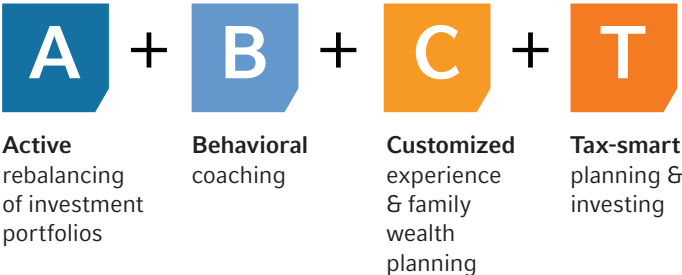 A + B + C + T
Active
rebalancing
of investment
portfolios
Behavioral
coaching
Customized
experience
& family
wealth
planning
Tax-smart
planning &
investing